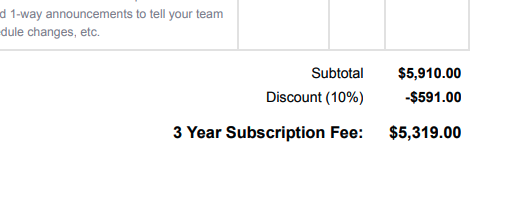 d 1-way announcements to tell your team
dule changes, etc.
Subtotal $5,910.00
Discount (10%) -$591.00
3 Year Subscription Fee: $5,319.00